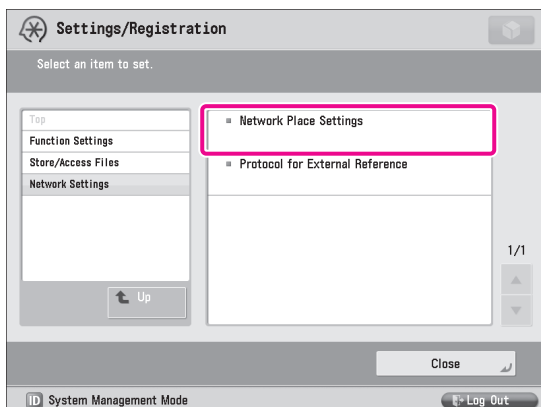 Settings/Registration
Select an item to set.
Top
Function Settings
Store/Access Files
Network Settings
Up
Network Place Settings
Protocol for External Reference
1/1
Close
ID System Management Mode
Log Out